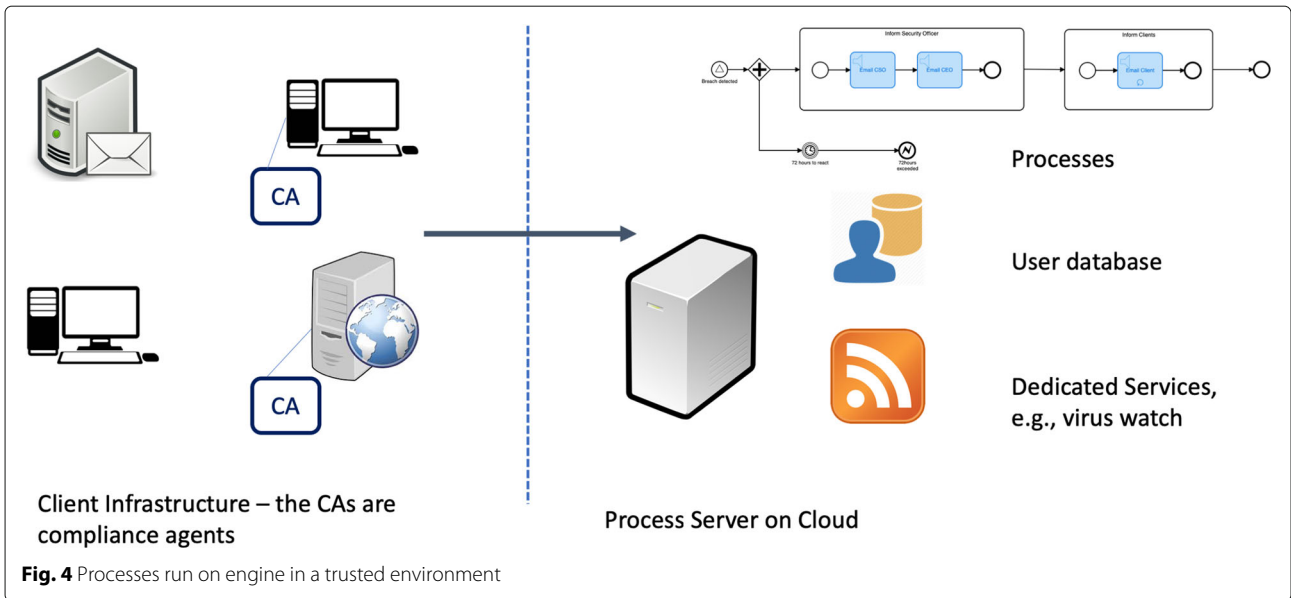 Inform Security Officer
Inform Clients
Email CSO
Email CEO
Email Client
Breach detected
72 hours to react
72hours
exceeded
Processes
CA
User database
CA
Dedicated Services,
e.g., virus watch
Client Infrastructure – the CAs are
compliance agents
Process Server on Cloud
Fig. 4 Processes run on engine in a trusted environment